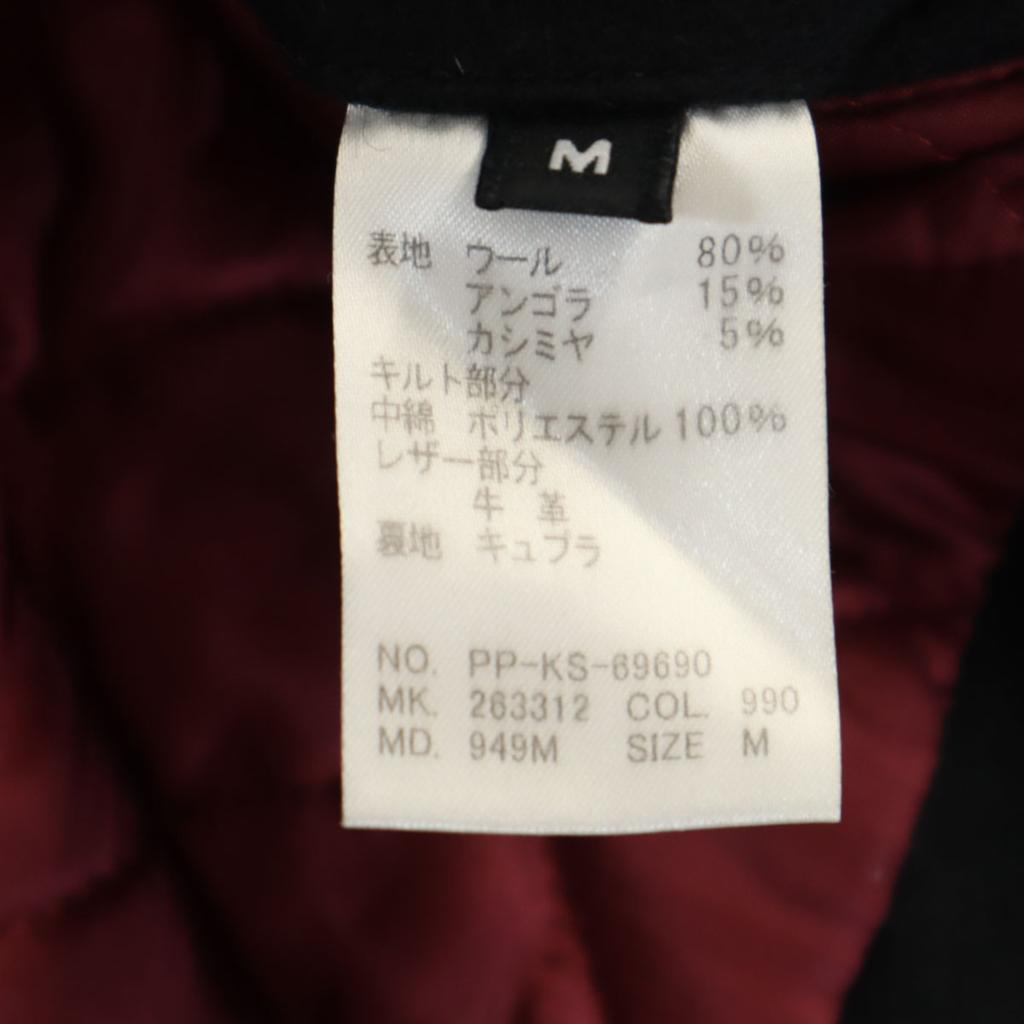 M
表地 ウール 80%
アンゴラ 15%
カシミヤ 5%
キルト部分
中綿 ポリエステル 100%
レザー部分
牛 革
裏地 キュプラ
NO. PP-KS-69690
MK. 263312 COL. 990
MD. 949M SIZE M